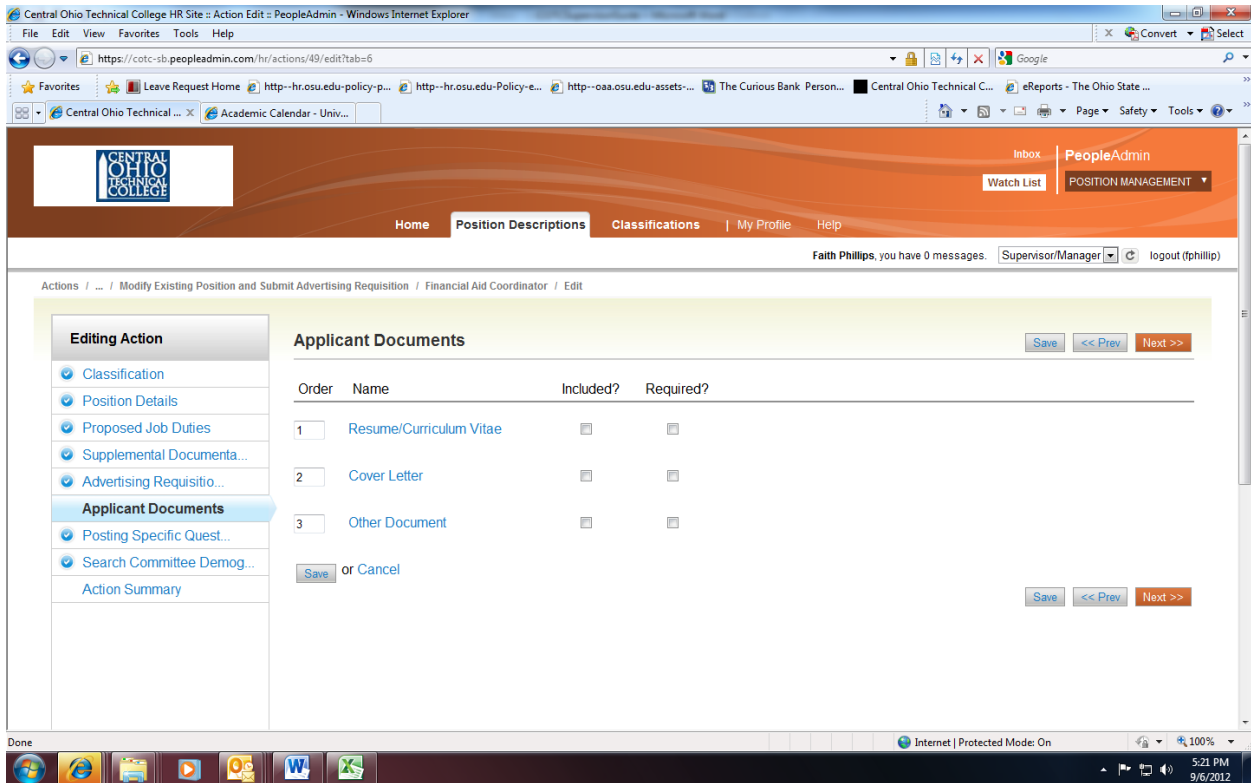 Central Ohio Technical College HR Site :: Action Edit :: PeopleAdmin - Windows Internet Explorer
File Edit View Favorites Tools Help
X Convert Select
https://cotc-sb.peopleadmin.com/hr/actions/49/edit?tab=6
Google
Favorites Leave Request Home http--hr.osu.edu-policy-p... http--hr.osu.edu-Policy-e... http--oaa.osu.edu-assets-... The Curious Bank Person... Central Ohio Technical C... eReports - The Ohio State ...
Central Ohio Technical ... X Academic Calendar - Univ...
Page Safety Tools
CENTRAL
OHIO
TECHNICAL
COLLEGE
Inbox PeopleAdmin
Watch List POSITION MANAGEMENT
Home Position Descriptions Classifications | My Profile Help
Faith Phillips, you have 0 messages. Supervisor/Manager logout (fphillip)
Actions / ... / Modify Existing Position and Submit Advertising Requisition / Financial Aid Coordinator / Edit
Editing Action
Classification
Position Details
Proposed Job Duties
Supplemental Documenta...
Advertising Requisitio...
Applicant Documents
Posting Specific Quest...
Search Committee Demog...
Action Summary
Applicant Documents
Save << Prev Next >>
Order Name Included? Required?
1 Resume/Curriculum Vitae
2 Cover Letter
3 Other Document
Save or Cancel
Save << Prev Next >>
Done
Internet | Protected Mode: On
100%
5:21 PM
9/6/2012